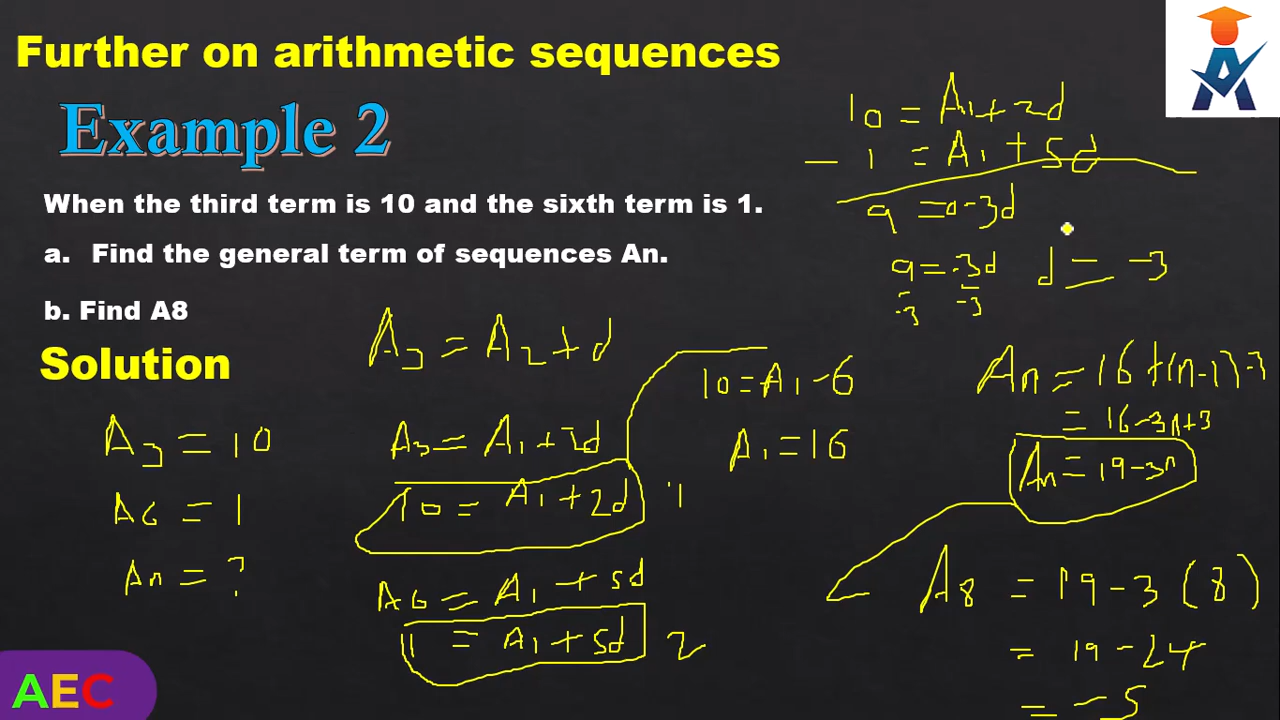 Further on arithmetic sequences
Example 2
When the third term is 10 and the sixth term is 1.
a. Find the general term of sequences An.
b. Find A8
Solution
A3 = 10
A6 = 1
An = ?
A3 = A2 + d
A3 = A1 + 2d
10 = A1 + 2d 1
A6 = A1 + 5d
1 = A1 + 5d 2
10 = A1 + 2d
- 1 = A1 + 5d
9 = 0 - 3d
9 = -3d d = -3
-3 -3
10 = A1 - 6
A1 = 16
An = 16 + (n-1) -3
= 16 - 3n + 3
An = 19 - 3n
A8 = 19 - 3 (8)
= 19 - 24
= -5
AEC